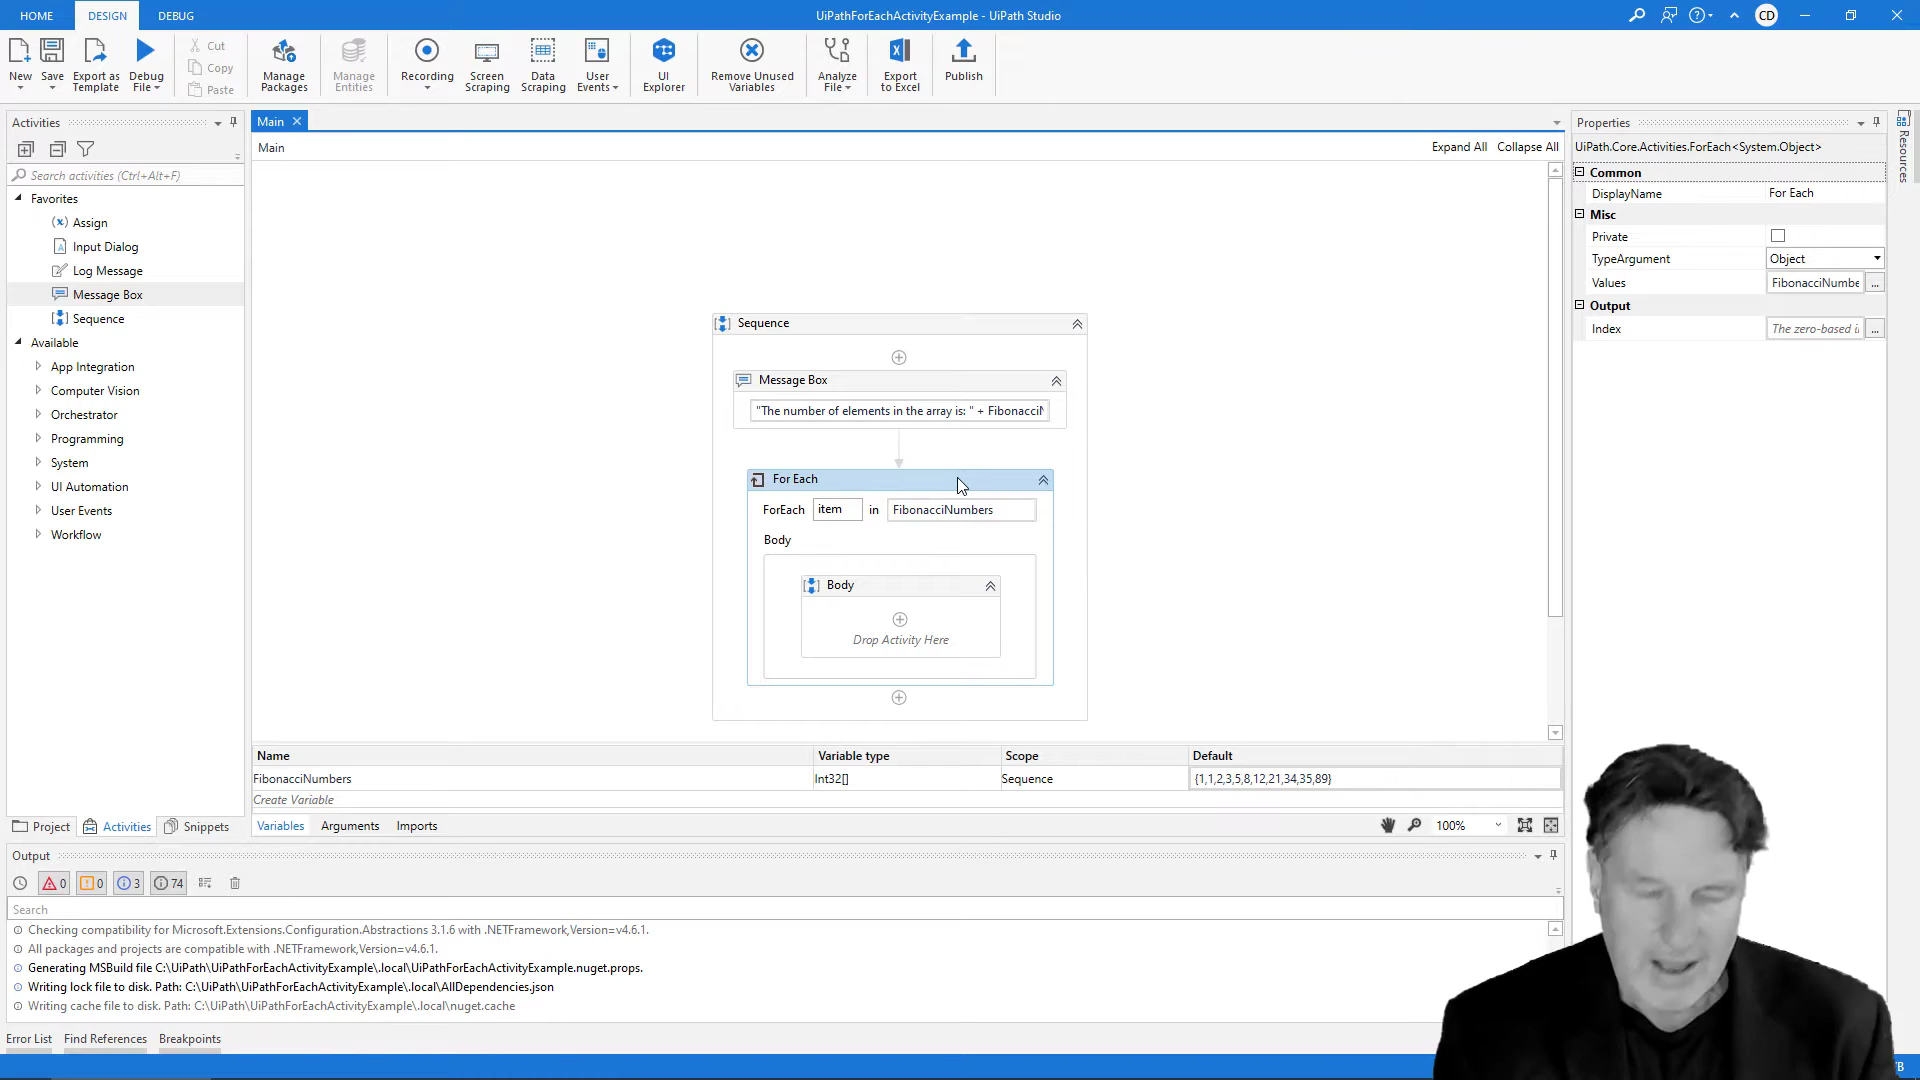 HOME DESIGN DEBUG UiPathForEachActivityExample - UiPath Studio CD
New Save Export as Template Debug File Cut Copy Paste Manage Packages Manage Entities Recording Screen Scraping Data Scraping User Events UI Explorer Remove Unused Variables Analyze File Export to Excel Publish
Activities
Search activities (Ctrl+Alt+F)
Favorites
Assign
Input Dialog
Log Message
Message Box
Sequence
Available
App Integration
Computer Vision
Orchestrator
Programming
System
UI Automation
User Events
Workflow
Project Activities Snippets
Main
Main Expand All Collapse All
Sequence
Message Box
"The number of elements in the array is: " + FibonacciN
For Each
ForEach item in FibonacciNumbers
Body
Body
Drop Activity Here
Name Variable type Scope Default
FibonacciNumbers Int32[] Sequence {1,1,2,3,5,8,12,21,34,35,89}
Create Variable
Variables Arguments Imports 100%
Properties
UiPath.Core.Activities.ForEach<System.Object>
Common
DisplayName For Each
Misc
Private
TypeArgument Object
Values FibonacciNumbe ...
Output
Index The zero-based i ...
Resources
Output
0 0 3 74
Search
Checking compatibility for Microsoft.Extensions.Configuration.Abstractions 3.1.6 with .NETFramework,Version=v4.6.1.
All packages and projects are compatible with .NETFramework,Version=v4.6.1.
Generating MSBuild file C:\UiPath\UiPathForEachActivityExample\.local\UiPathForEachActivityExample.nuget.props.
Writing lock file to disk. Path: C:\UiPath\UiPathForEachActivityExample\.local\AllDependencies.json
Writing cache file to disk. Path: C:\UiPath\UiPathForEachActivityExample\.local\nuget.cache
Error List Find References Breakpoints